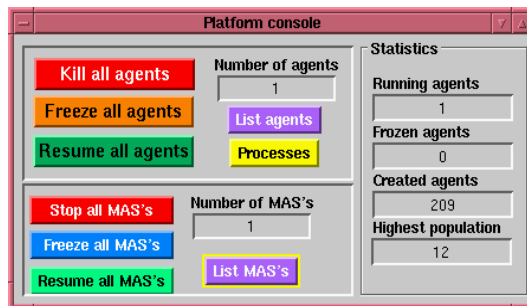 Platform console
Kill all agents
Freeze all agents
Resume all agents
Number of agents
1
List agents
Processes
Stop all MAS's
Freeze all MAS's
Resume all MAS's
Number of MAS's
1
List MAS's
Statistics
Running agents
1
Frozen agents
0
Created agents
209
Highest population
12